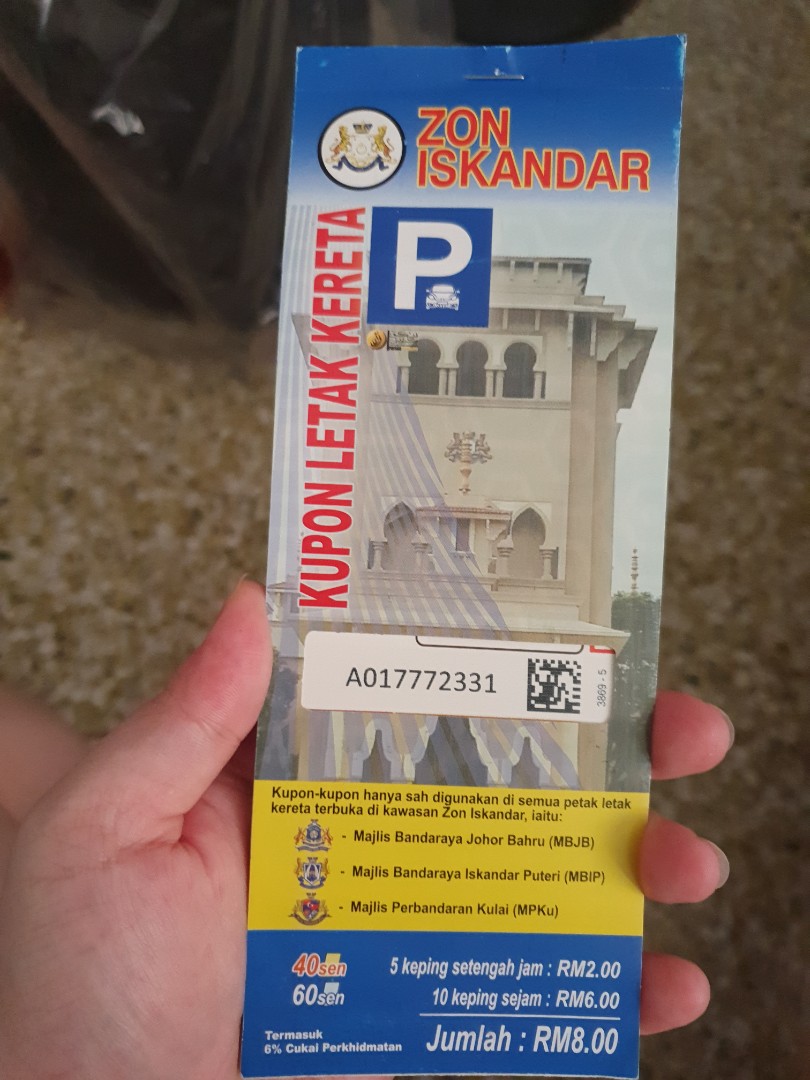 ZON
ISKANDAR
KUPON LETAK KERETA
P
A017772331
3869 - 5
Kupon-kupon hanya sah digunakan di semua petak letak
kereta terbuka di kawasan Zon Iskandar, iaitu:
- Majlis Bandaraya Johor Bahru (MBJB)
- Majlis Bandaraya Iskandar Puteri (MBIP)
- Majlis Perbandaran Kulai (MPKu)
40sen 5 keping setengah jam : RM2.00
60sen 10 keping sejam : RM6.00
Jumlah : RM8.00
Termasuk
6% Cukai Perkhidmatan